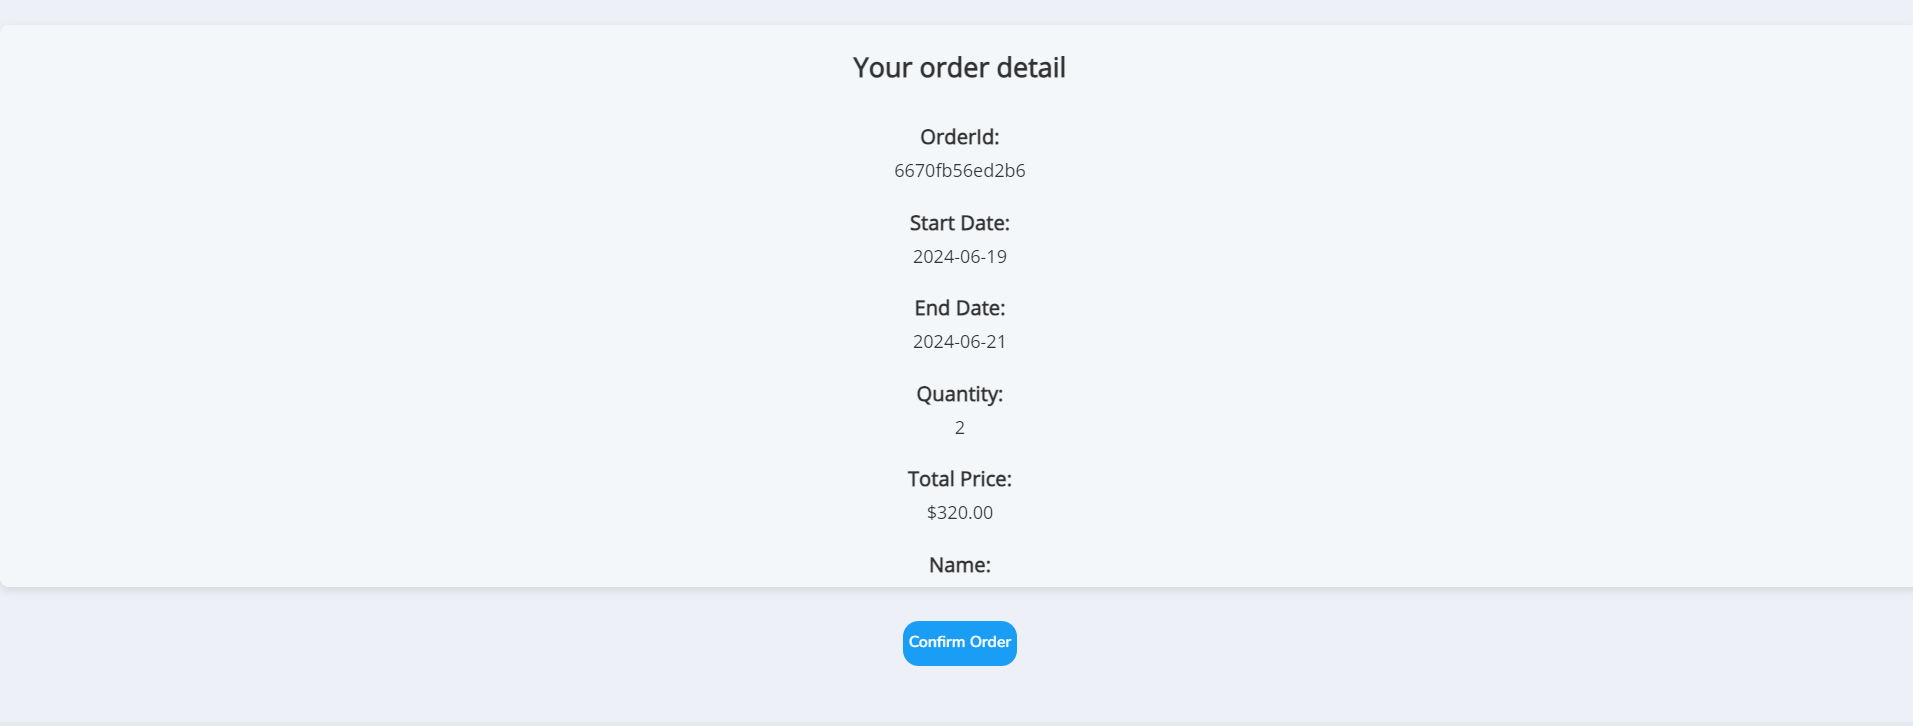 Your order detail
OrderId:
6670fb56ed2b6
Start Date:
2024-06-19
End Date:
2024-06-21
Quantity:
2
Total Price:
$320.00
Name:
Confirm Order